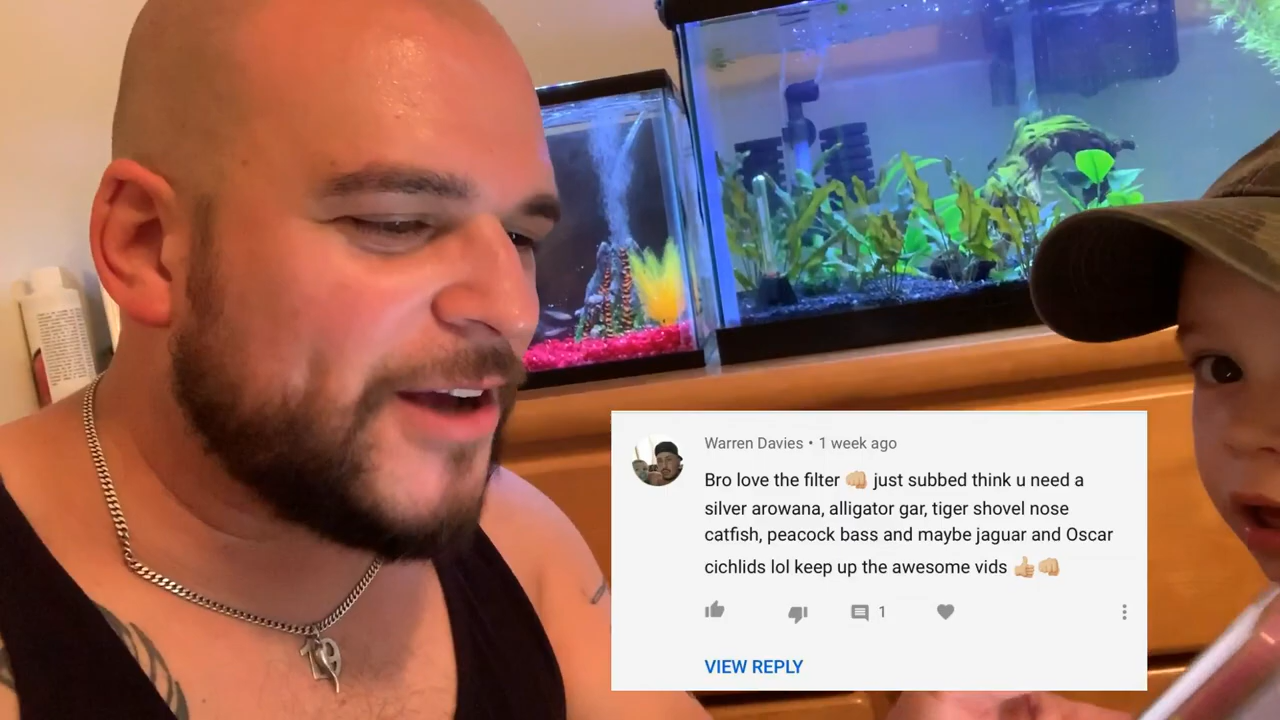 Warren Davies • 1 week ago
Bro love the filter 👊🏼 just subbed think u need a
silver arowana, alligator gar, tiger shovel nose
catfish, peacock bass and maybe jaguar and Oscar
cichlids lol keep up the awesome vids 👍🏼👊🏼
1
VIEW REPLY
19